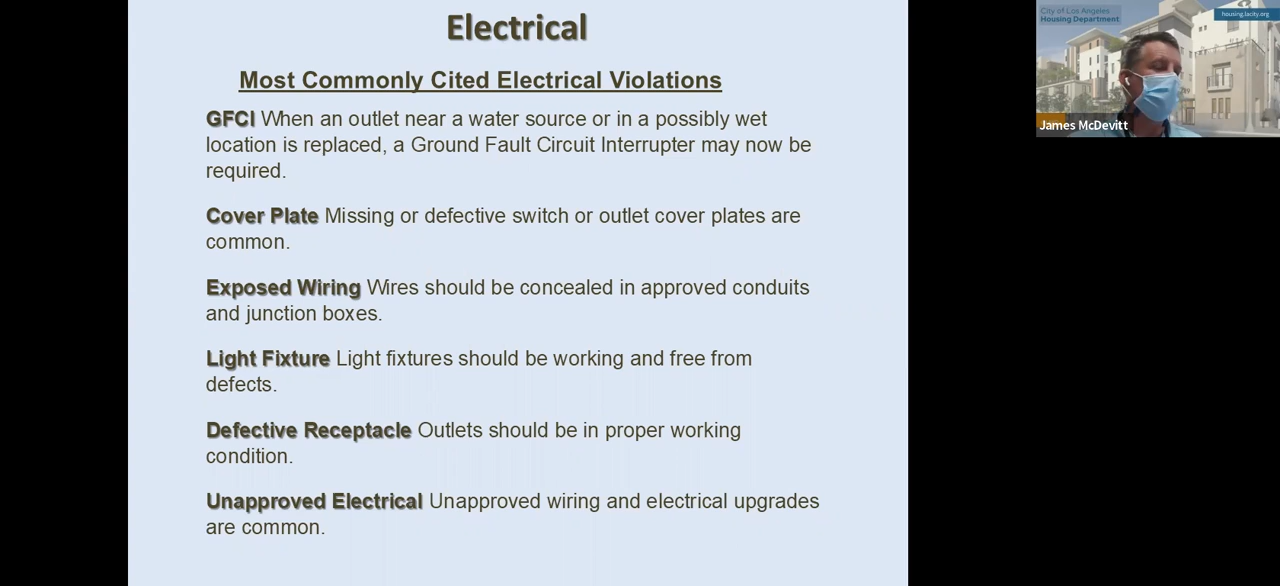 Electrical
Most Commonly Cited Electrical Violations
GFCI When an outlet near a water source or in a possibly wet
location is replaced, a Ground Fault Circuit Interrupter may now be
required.
Cover Plate Missing or defective switch or outlet cover plates are
common.
Exposed Wiring Wires should be concealed in approved conduits
and junction boxes.
Light Fixture Light fixtures should be working and free from
defects.
Defective Receptacle Outlets should be in proper working
condition.
Unapproved Electrical Unapproved wiring and electrical upgrades
are common.
City of Los Angeles
Housing Department
housing.lacity.org
James McDevitt